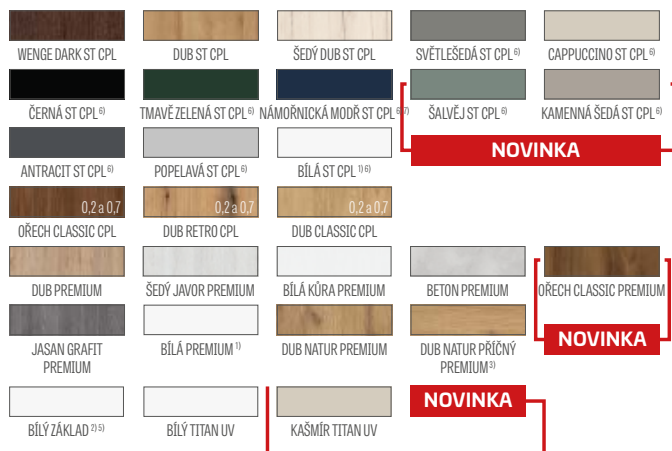 WENGE DARK ST CPL
DUB ST CPL
ŠEDÝ DUB ST CPL
SVĚTLEŠEDÁ ST CPL 6)
CAPPUCCINO ST CPL 6)
ČERNÁ ST CPL 6)
TMAVĚ ZELENÁ ST CPL 6)
NÁMOŘNICKÁ MODŘ ST CPL 6) 7)
ŠALVĚJ ST CPL 6)
KAMENNÁ ŠEDÁ ST CPL 6)
NOVINKA
ANTRACIT ST CPL 6)
POPELAVÁ ST CPL 6)
BÍLÁ ST CPL 1) 6)
0,2 a 0,7
0,2 a 0,7
0,2 a 0,7
OŘECH CLASSIC CPL
DUB RETRO CPL
DUB CLASSIC CPL
DUB PREMIUM
ŠEDÝ JAVOR PREMIUM
BÍLÁ KŮRA PREMIUM
BETON PREMIUM
OŘECH CLASSIC PREMIUM
NOVINKA
JASAN GRAFIT
PREMIUM
BÍLÁ PREMIUM 1)
DUB NATUR PREMIUM
DUB NATUR PŘÍČNÝ
PREMIUM 3)
NOVINKA
BÍLÝ ZÁKLAD 2) 5)
BÍLÝ TITAN UV
KAŠMÍR TITAN UV